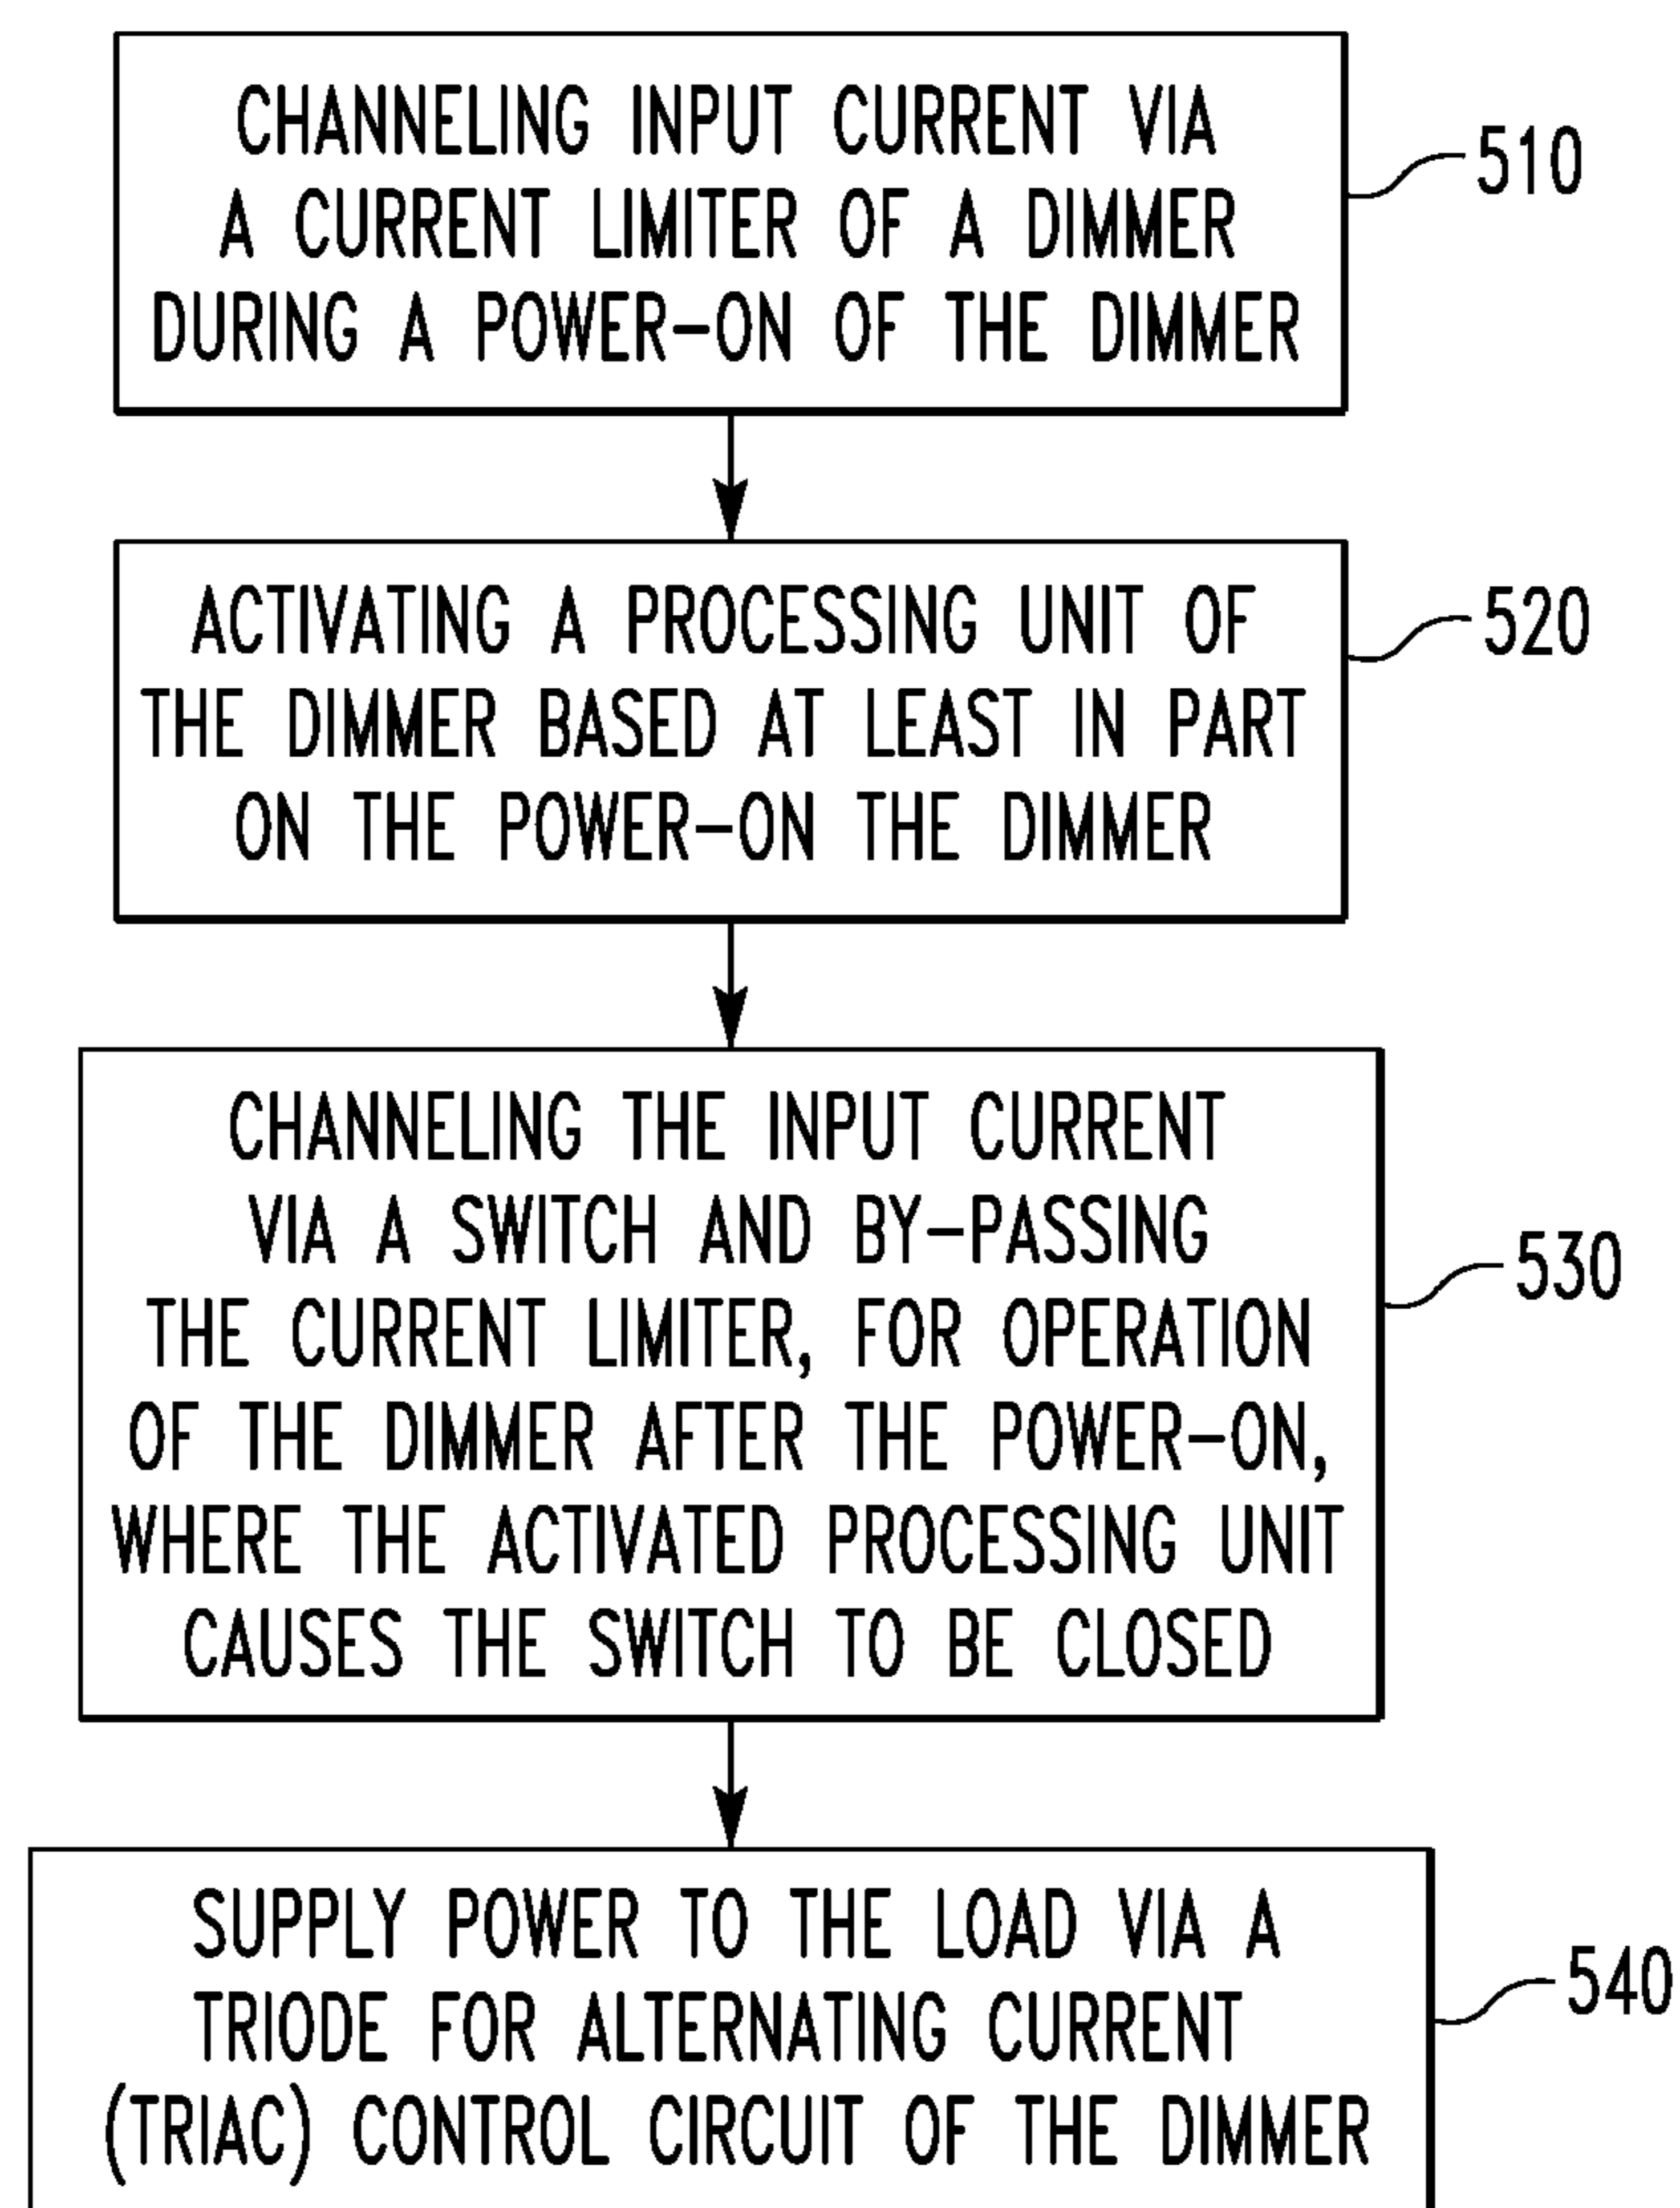 CHANNELING INPUT CURRENT VIA
A CURRENT LIMITER OF A DIMMER
DURING A POWER-ON OF THE DIMMER
510
ACTIVATING A PROCESSING UNIT OF
THE DIMMER BASED AT LEAST IN PART
ON THE POWER-ON THE DIMMER
520
CHANNELING THE INPUT CURRENT
VIA A SWITCH AND BY-PASSING
THE CURRENT LIMITER, FOR OPERATION
OF THE DIMMER AFTER THE POWER-ON,
WHERE THE ACTIVATED PROCESSING UNIT
CAUSES THE SWITCH TO BE CLOSED
530
SUPPLY POWER TO THE LOAD VIA A
TRIODE FOR ALTERNATING CURRENT
(TRIAC) CONTROL CIRCUIT OF THE DIMMER
540